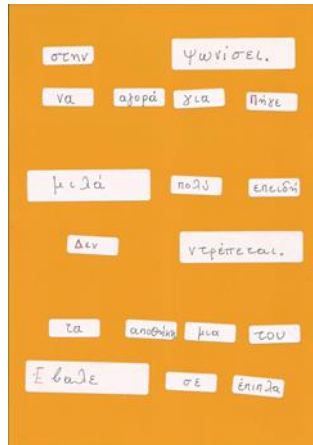 στην ψωνίσει.
να αγορά για Πήγε
μιλά πολύ επειδή
Δεν ντρέπεται.
τα αποθήκη μια του
Έβαλε σε έπιπλα